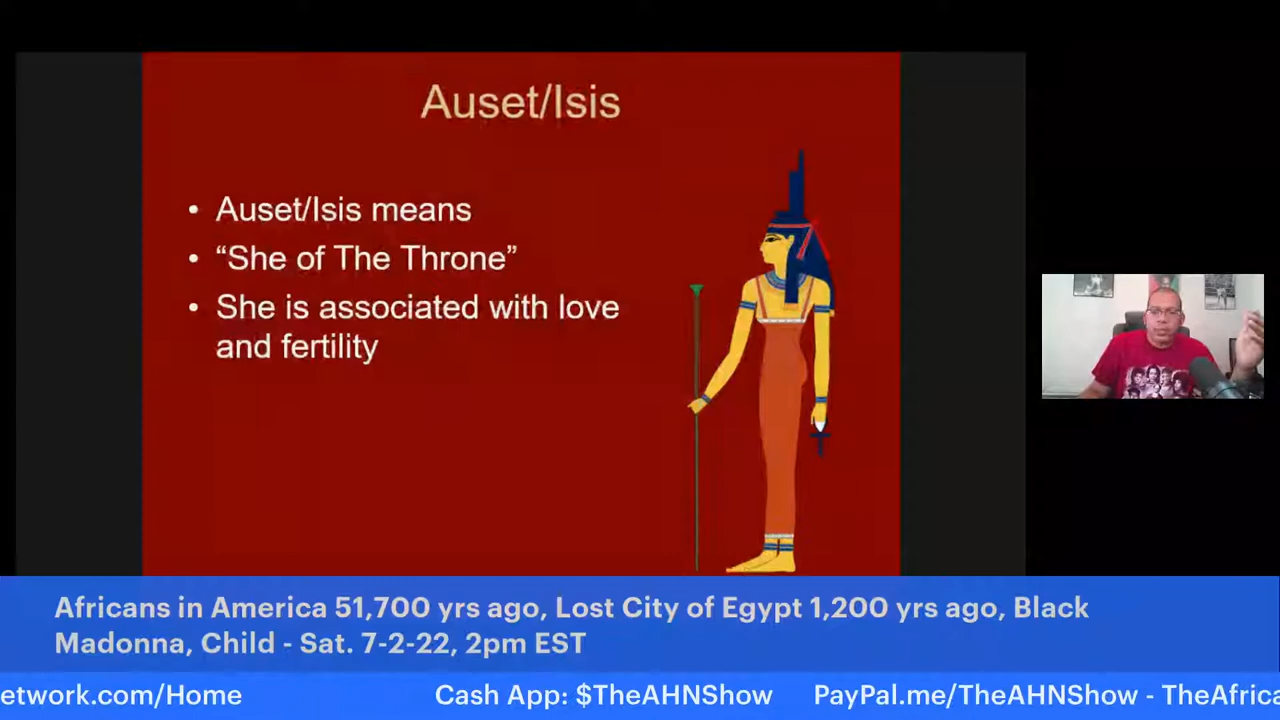 Auset/Isis
• Auset/Isis means
• “She of The Throne”
• She is associated with love
and fertility
Africans in America 51,700 yrs ago, Lost City of Egypt 1,200 yrs ago, Black
Madonna, Child - Sat. 7-2-22, 2pm EST
etwork.com/Home Cash App: $TheAHNShow PayPal.me/TheAHNShow - TheAfrica